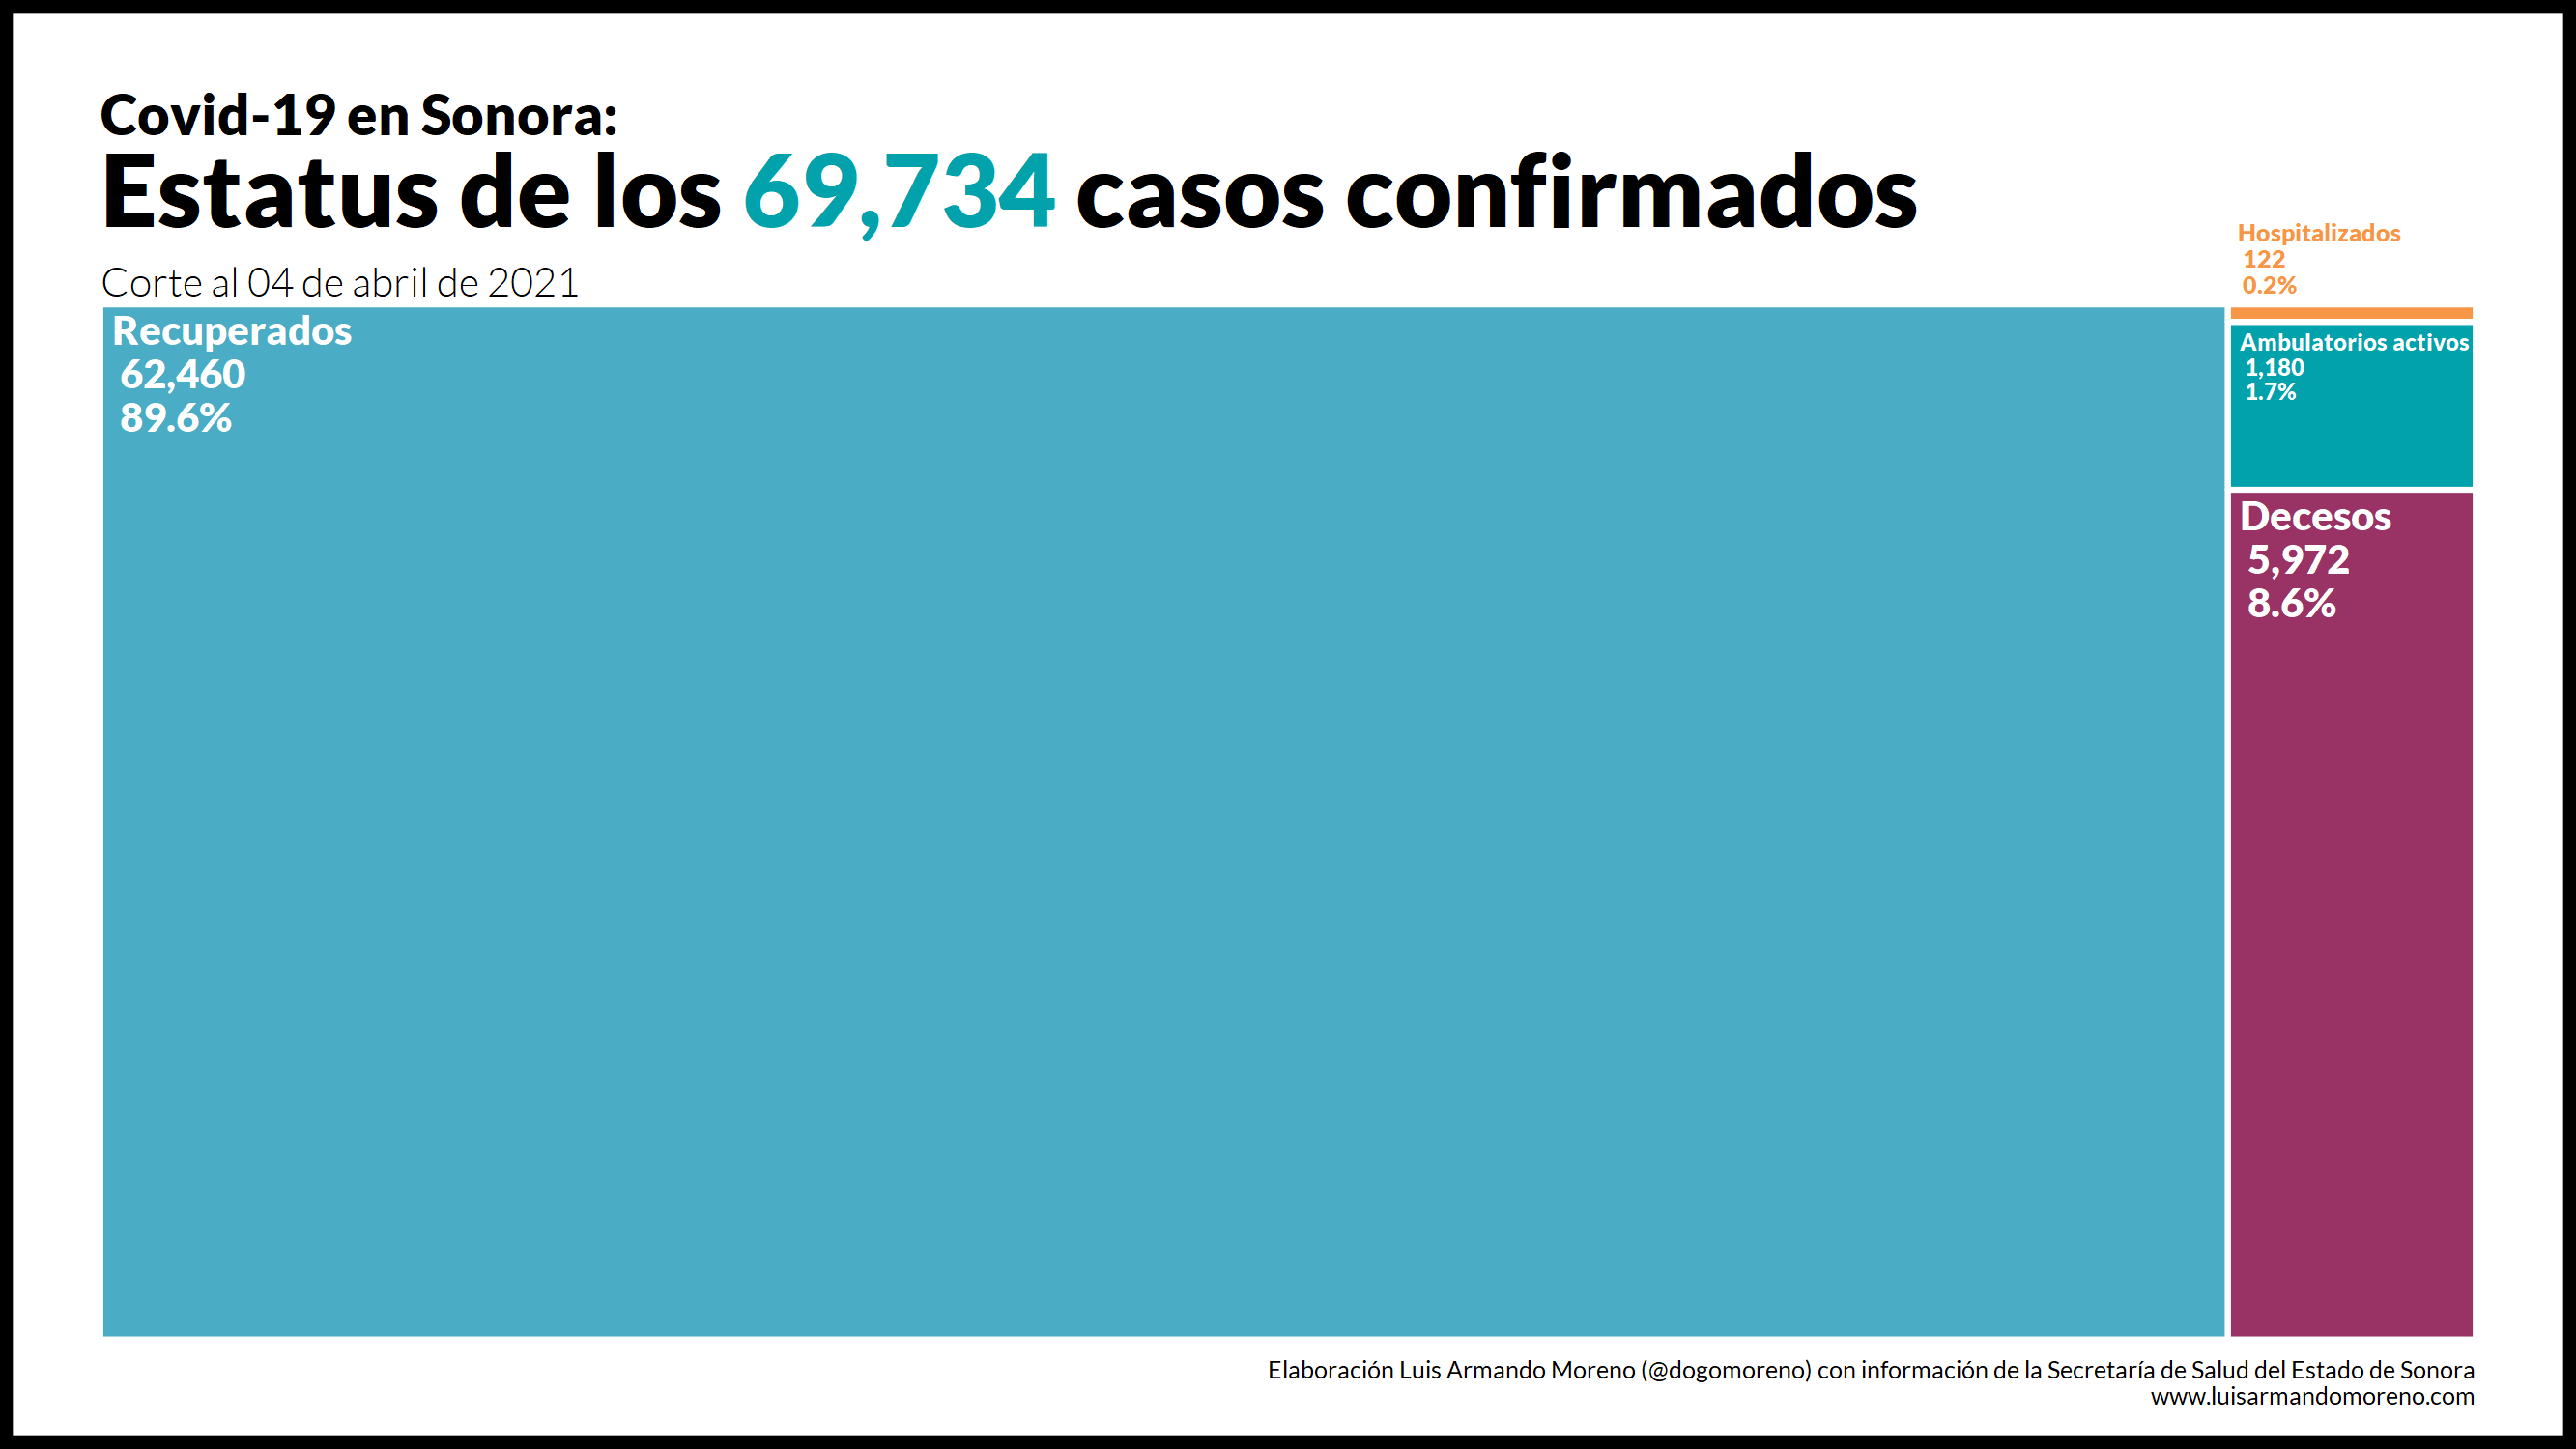 Covid-19 en Sonora:
Estatus de los 69,734 casos confirmados
Corte al 04 de abril de 2021
Hospitalizados
122
0.2%
Recuperados
62,460
89.6%
Ambulatorios activos
1,180
1.7%
Decesos
5,972
8.6%
Elaboración Luis Armando Moreno (@dogomoreno) con información de la Secretaría de Salud del Estado de Sonora
www.luisarmandomoreno.com